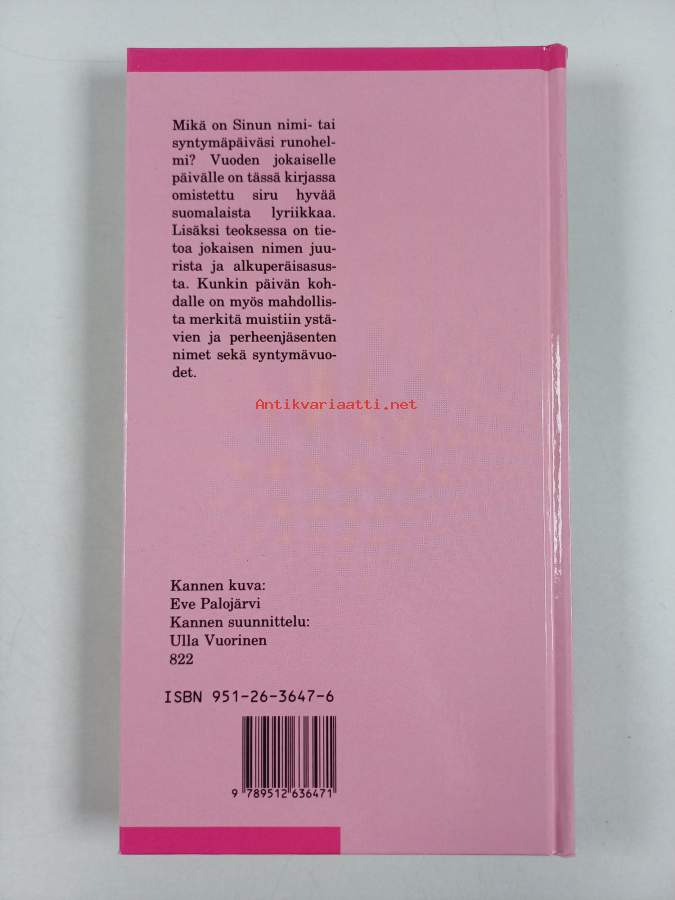 Mikä on Sinun nimi- tai
syntymäpäiväsi runohel-
mi? Vuoden jokaiselle
päivälle on tässä kirjassa
omistettu siru hyvää
suomalaista lyriikkaa.
Lisäksi teoksessa on tie-
toa jokaisen nimen juu-
rista ja alkuperäisasus-
ta. Kunkin päivän koh-
dalle on myös mahdollis-
ta merkitä muistiin ystä-
vien ja perheenjäsenten
nimet sekä syntymävuo-
det.
Antikvariaatti.net
Kannen kuva:
Eve Palojärvi
Kannen suunnittelu:
Ulla Vuorinen
822
ISBN 951-26-3647-6
9 789512 636471